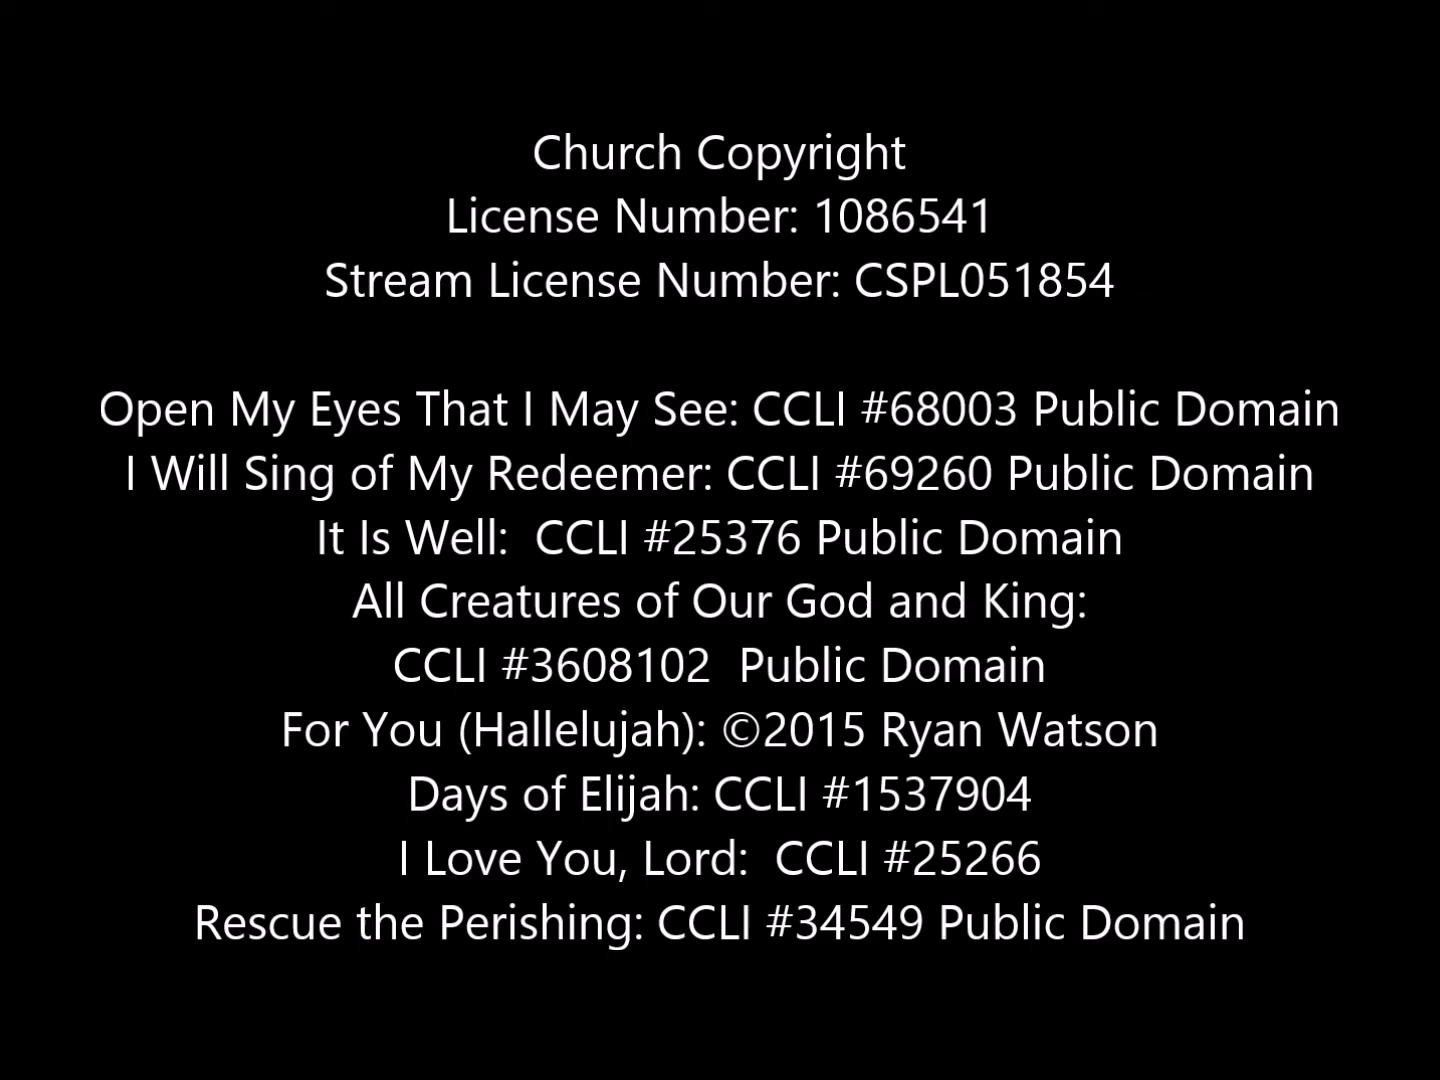 Church Copyright
License Number: 1086541
Stream License Number: CSPL051854
Open My Eyes That I May See: CCLI #68003 Public Domain
I Will Sing of My Redeemer: CCLI #69260 Public Domain
It Is Well:  CCLI #25376 Public Domain
All Creatures of Our God and King:
CCLI #3608102  Public Domain
For You (Hallelujah): ©2015 Ryan Watson
Days of Elijah: CCLI #1537904
I Love You, Lord:  CCLI #25266
Rescue the Perishing: CCLI #34549 Public Domain